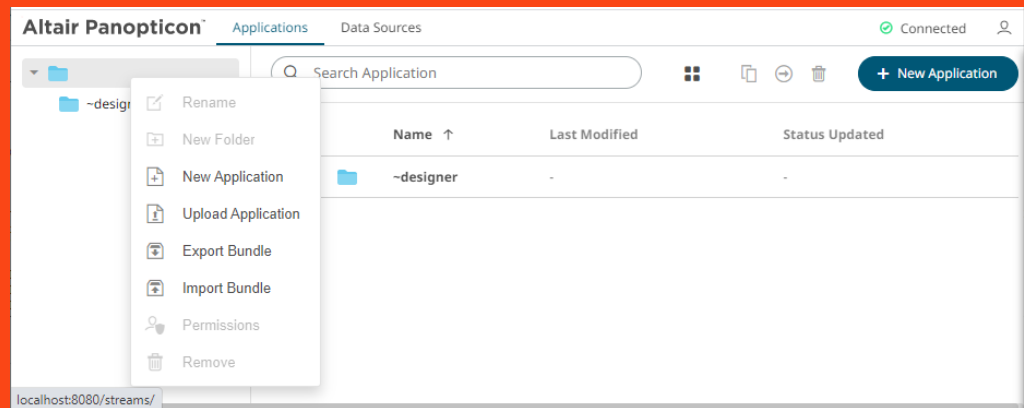 Altair Panopticon™ Applications Data Sources Connected
Search Application + New Application
~desigr
Rename
New Folder
New Application
Upload Application
Export Bundle
Import Bundle
Permissions
Remove
Name ↑ Last Modified Status Updated
~designer - -
localhost:8080/streams/